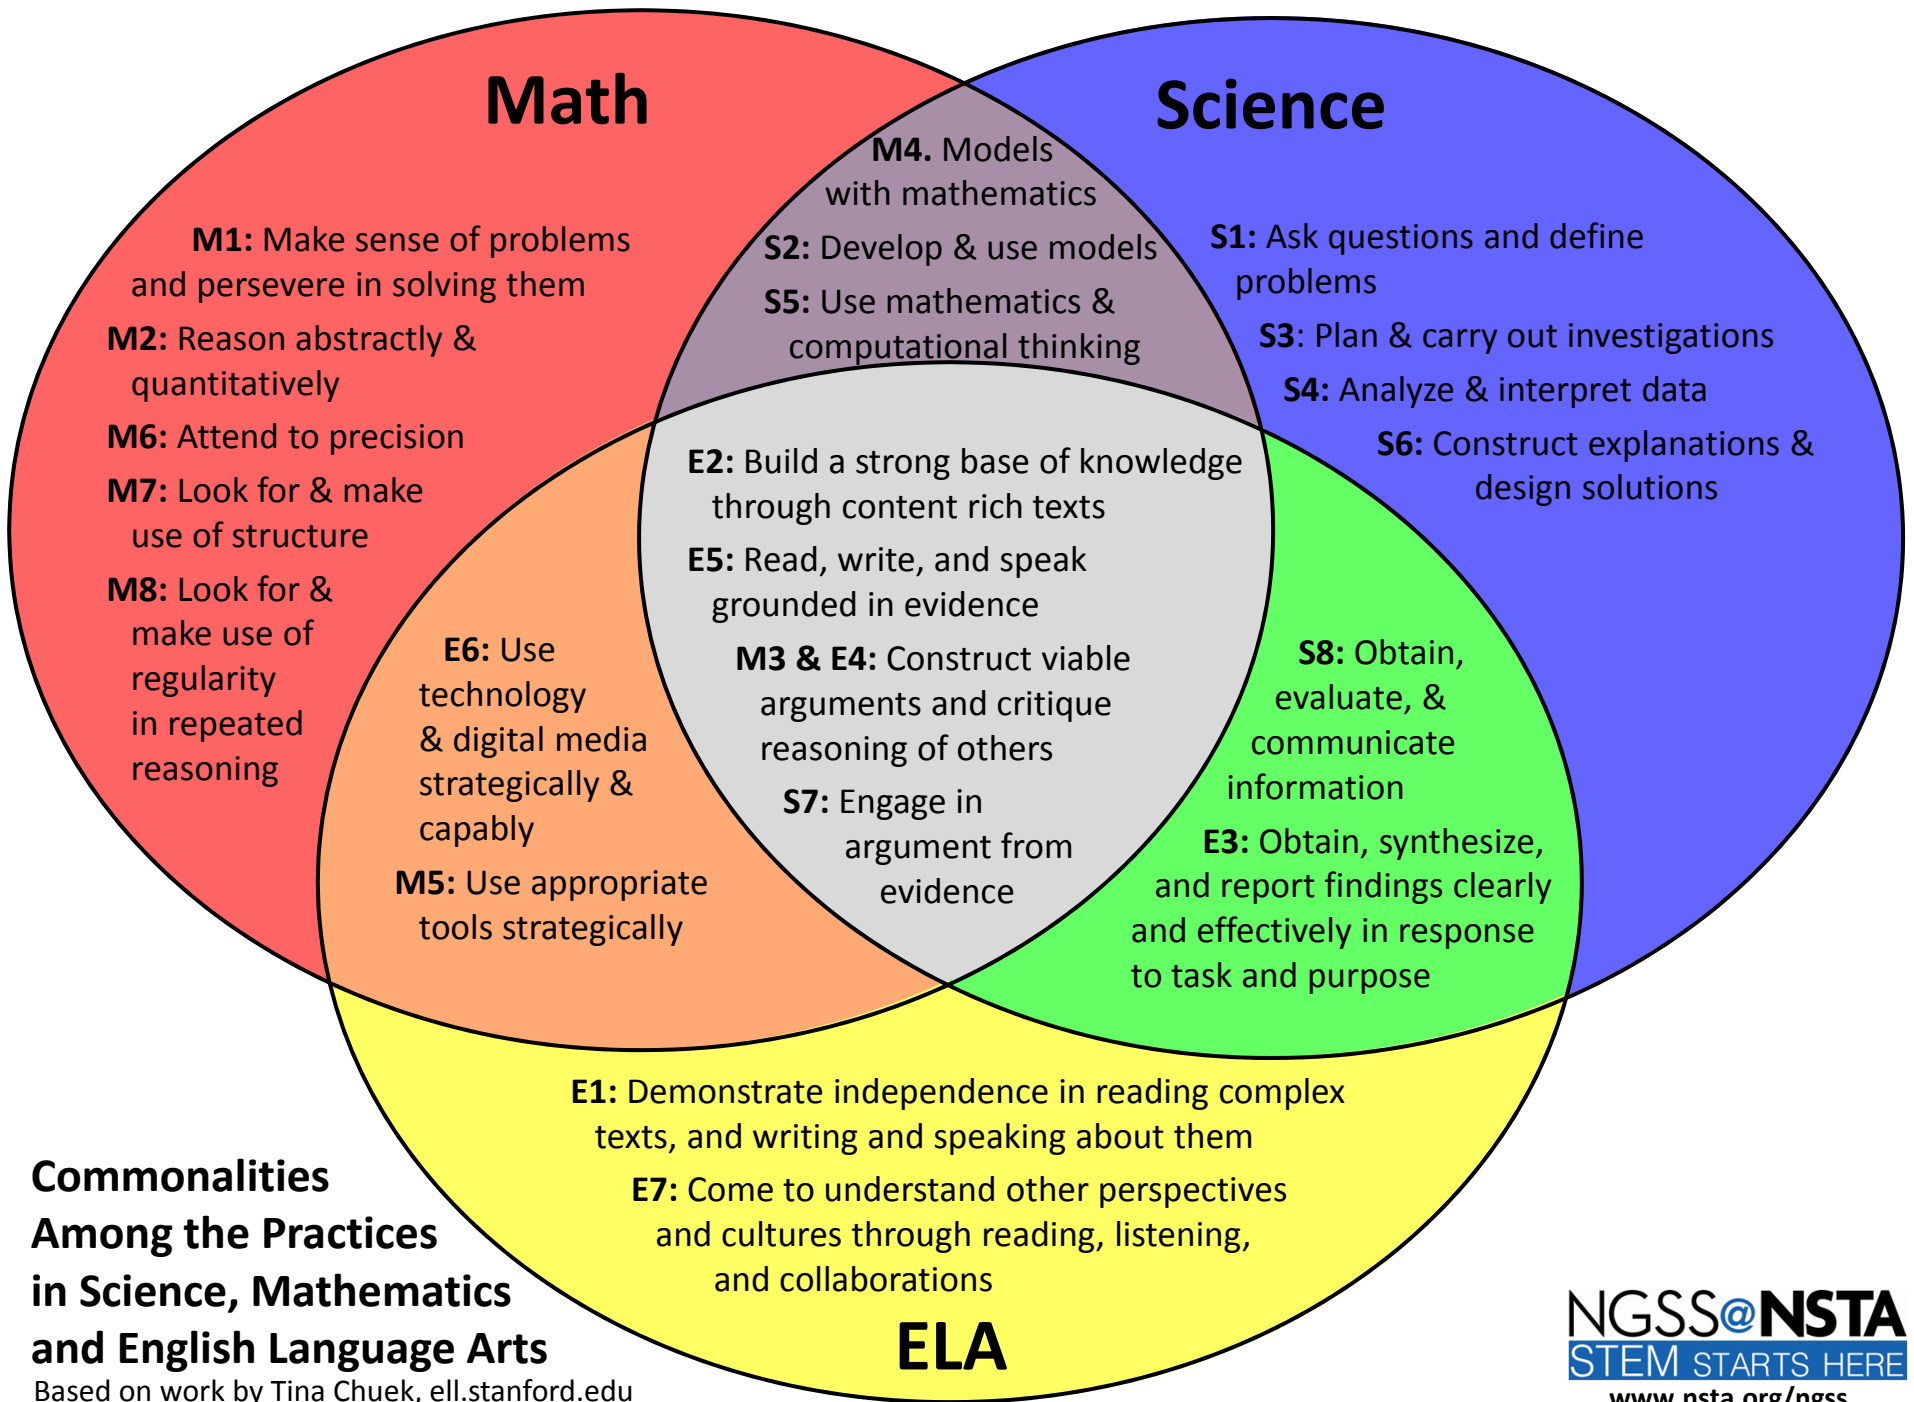 Math
Science
M4. Models
with mathematics
S2: Develop & use models
S5: Use mathematics &
computational thinking
M1: Make sense of problems
and persevere in solving them
M2: Reason abstractly &
quantitatively
M6: Attend to precision
M7: Look for & make
use of structure
M8: Look for &
make use of
regularity
in repeated
reasoning
S1: Ask questions and define
problems
S3: Plan & carry out investigations
S4: Analyze & interpret data
S6: Construct explanations &
design solutions
E2: Build a strong base of knowledge
through content rich texts
E5: Read, write, and speak
grounded in evidence
M3 & E4: Construct viable
arguments and critique
reasoning of others
S7: Engage in
argument from
evidence
E6: Use
technology
& digital media
strategically &
capably
M5: Use appropriate
tools strategically
S8: Obtain,
evaluate, &
communicate
information
E3: Obtain, synthesize,
and report findings clearly
and effectively in response
to task and purpose
E1: Demonstrate independence in reading complex
texts, and writing and speaking about them
E7: Come to understand other perspectives
and cultures through reading, listening,
and collaborations
ELA
Commonalities
Among the Practices
in Science, Mathematics
and English Language Arts
Based on work by Tina Chuek, ell.stanford.edu
NGSS@NSTA
STEM STARTS HERE
www.nsta.org/ngss